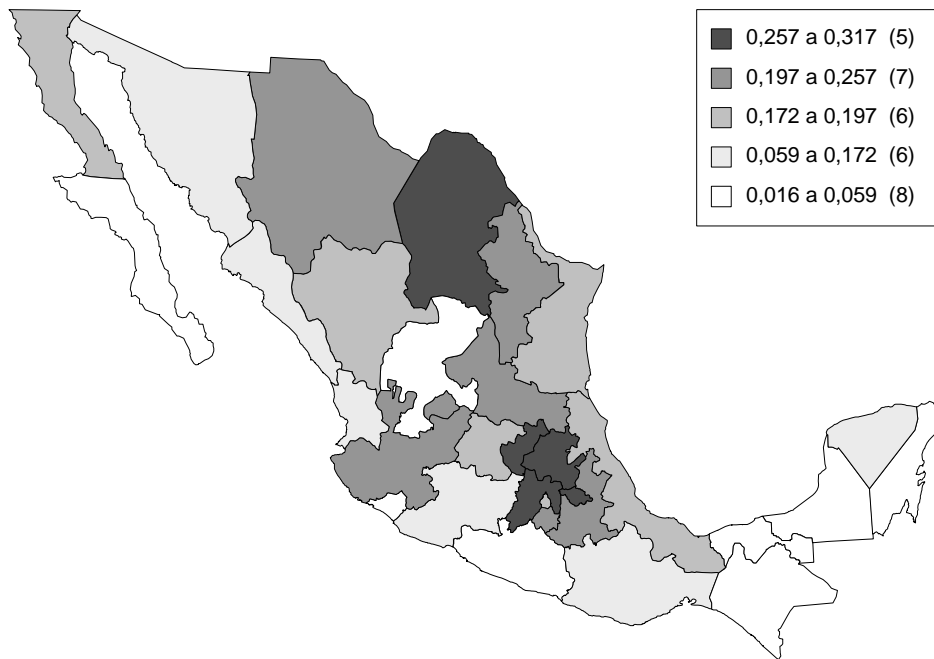 0,257 a 0,317 (5)
0,197 a 0,257 (7)
0,172 a 0,197 (6)
0,059 a 0,172 (6)
0,016 a 0,059 (8)